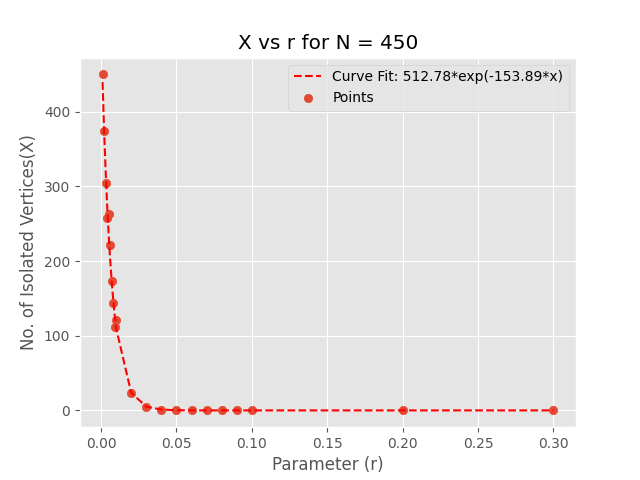 X vs r for N = 450
Curve Fit: 512.78*exp(-153.89*x)
Points
No. of Isolated Vertices(X)
400
300
200
100
0
0.00 0.05 0.10 0.15 0.20 0.25 0.30
Parameter (r)